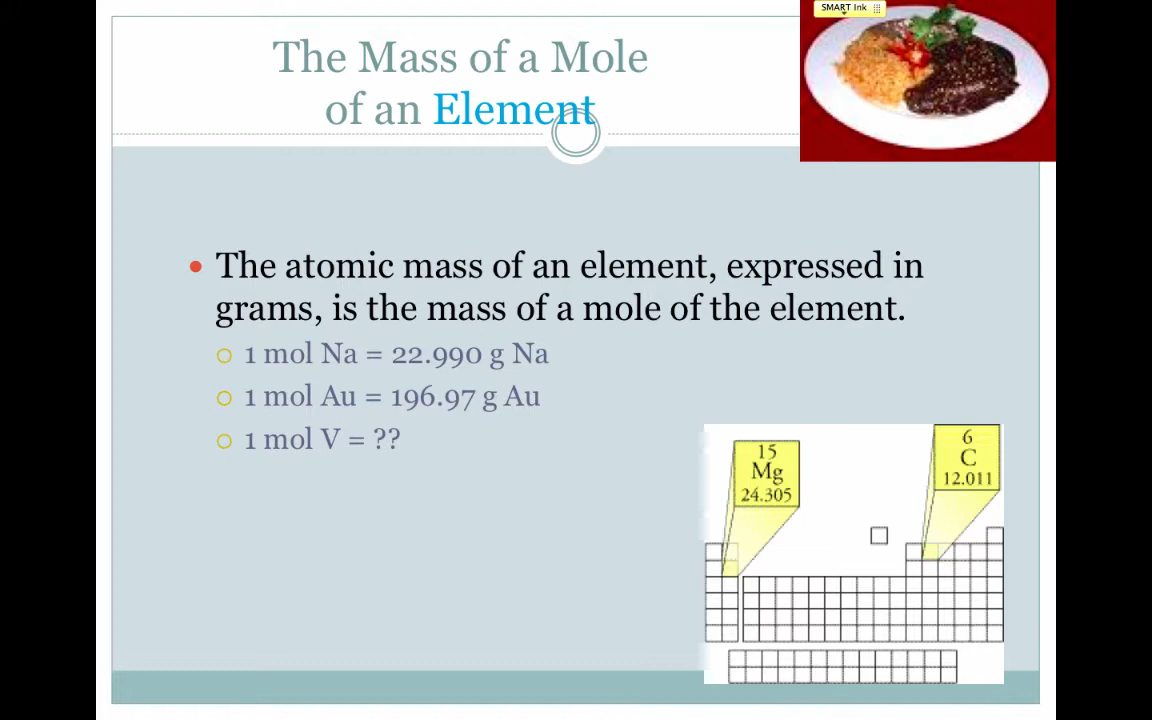 SMART Ink
The Mass of a Mole
of an Element
The atomic mass of an element, expressed in
grams, is the mass of a mole of the element.
1 mol Na = 22.990 g Na
1 mol Au = 196.97 g Au
1 mol V = ??
15
Mg
24.305
6
C
12.011